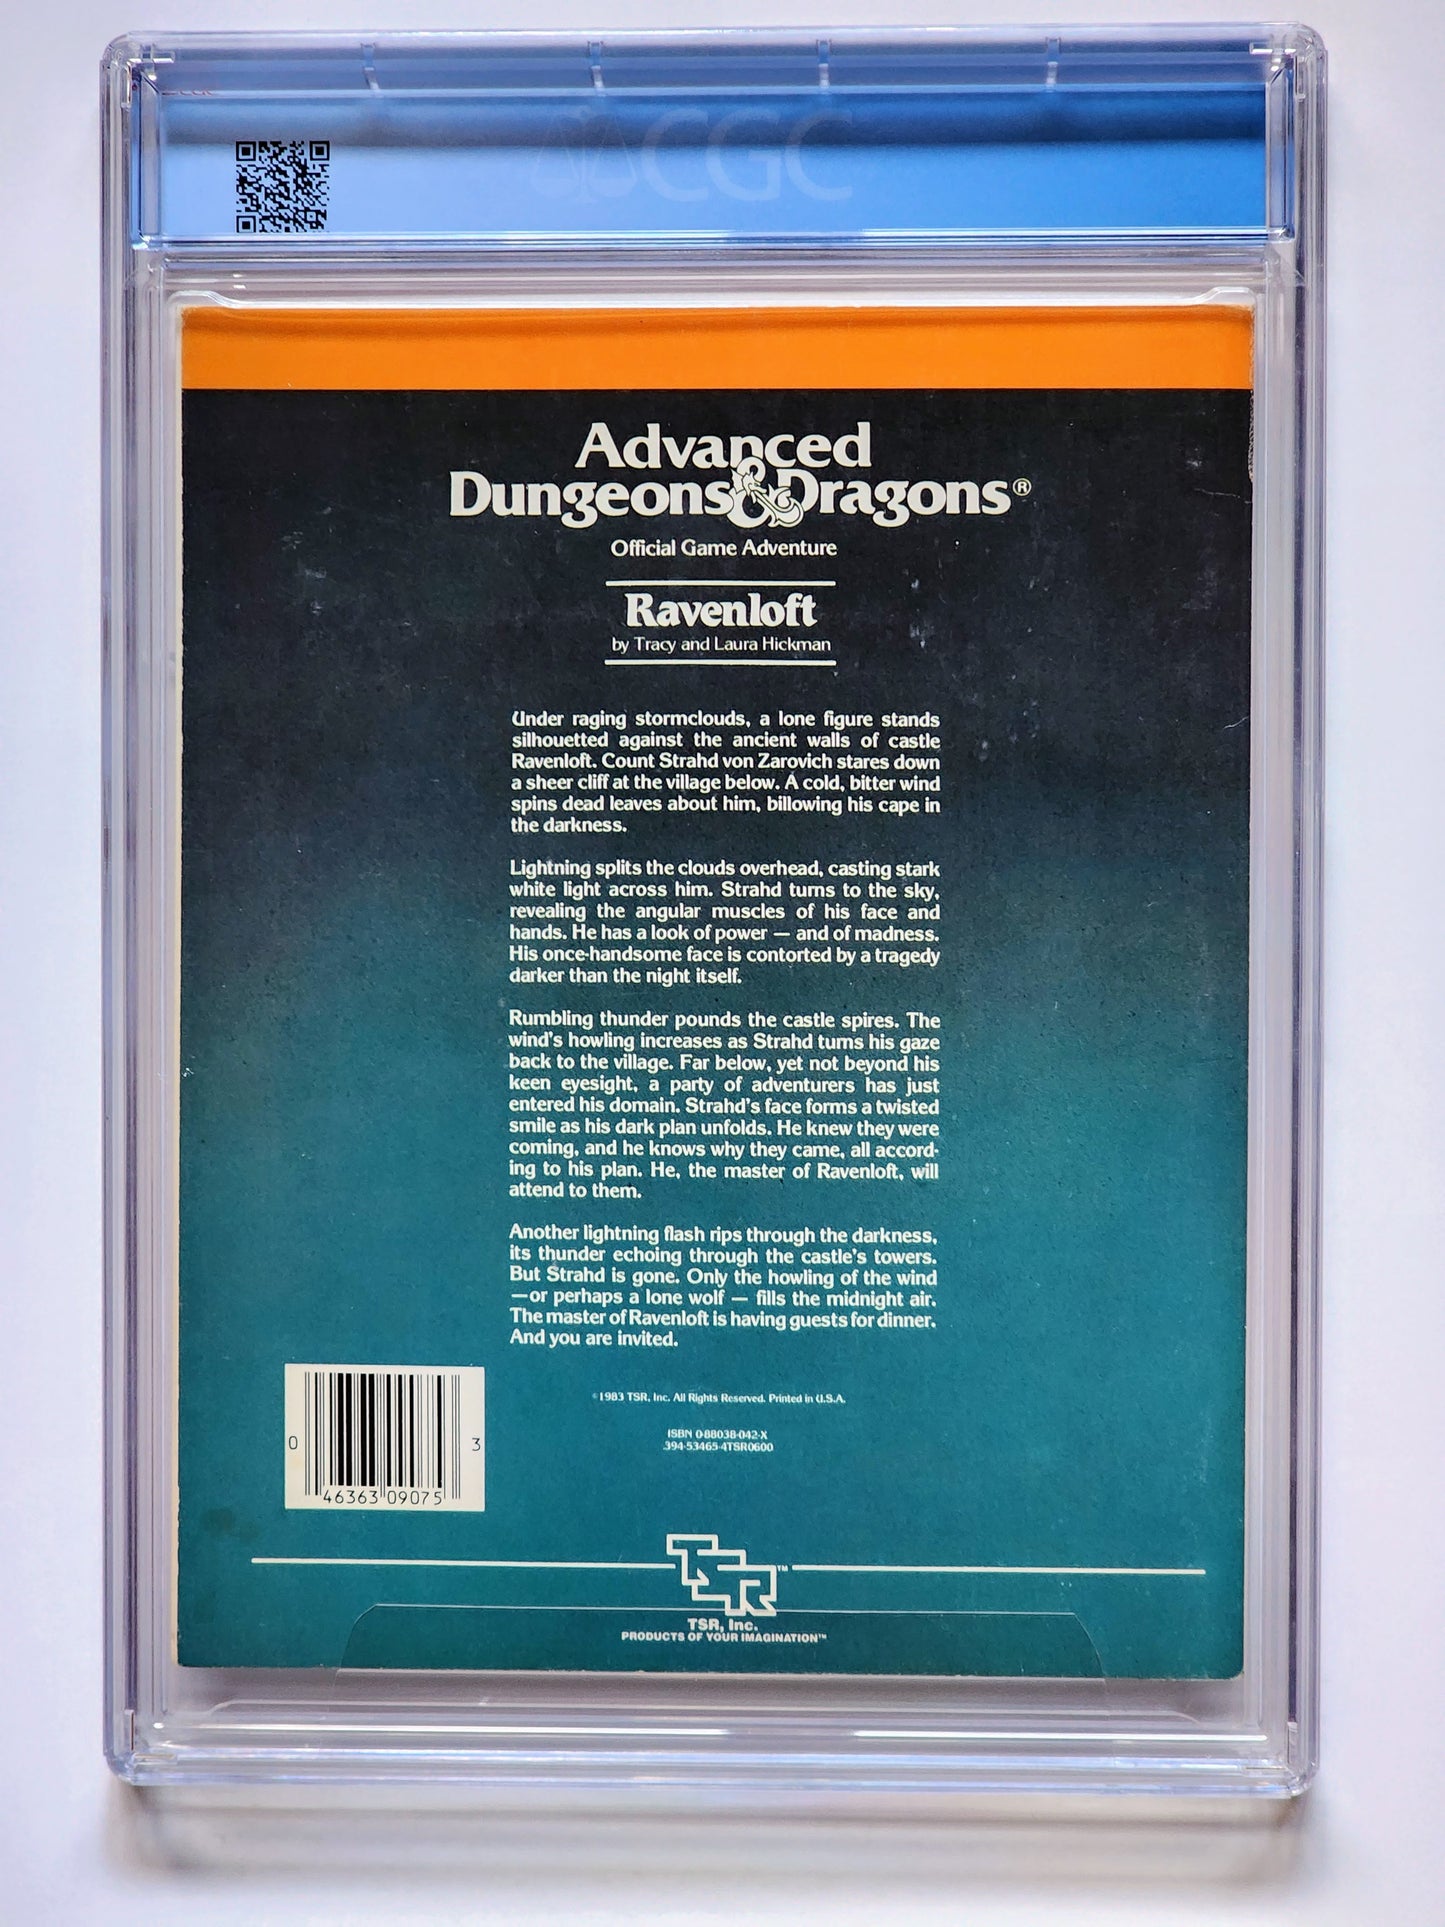 CGC
Advanced
Dungeons & Dragons®
Official Game Adventure
Ravenloft
by Tracy and Laura Hickman
Under raging stormclouds, a lone figure stands
silhouetted against the ancient walls of castle
Ravenloft. Count Strahd von Zarovich stares down
a sheer cliff at the village below. A cold, bitter wind
spins dead leaves about him, billowing his cape in
the darkness.
Lightning splits the clouds overhead, casting stark
white light across him. Strahd turns to the sky,
revealing the angular muscles of his face and
hands. He has a look of power — and of madness.
His once-handsome face is contorted by a tragedy
darker than the night itself.
Rumbling thunder pounds the castle spires. The
wind's howling increases as Strahd turns his gaze
back to the village. Far below, yet not beyond his
keen eyesight, a party of adventurers has just
entered his domain. Strahd's face forms a twisted
smile as his dark plan unfolds. He knew they were
coming, and he knows why they came, all accord-
ing to his plan. He, the master of Ravenloft, will
attend to them.
Another lightning flash rips through the darkness,
its thunder echoing through the castle's towers.
But Strahd is gone. Only the howling of the wind
—or perhaps a lone wolf — fills the midnight air.
The master of Ravenloft is having guests for dinner.
And you are invited.
©1983 TSR, Inc. All Rights Reserved. Printed in U.S.A.
ISBN 0-88038-042-X
394-53465-4TSR0600
0 46363 09075 3
TSR™
TSR, Inc.
PRODUCTS OF YOUR IMAGINATION™